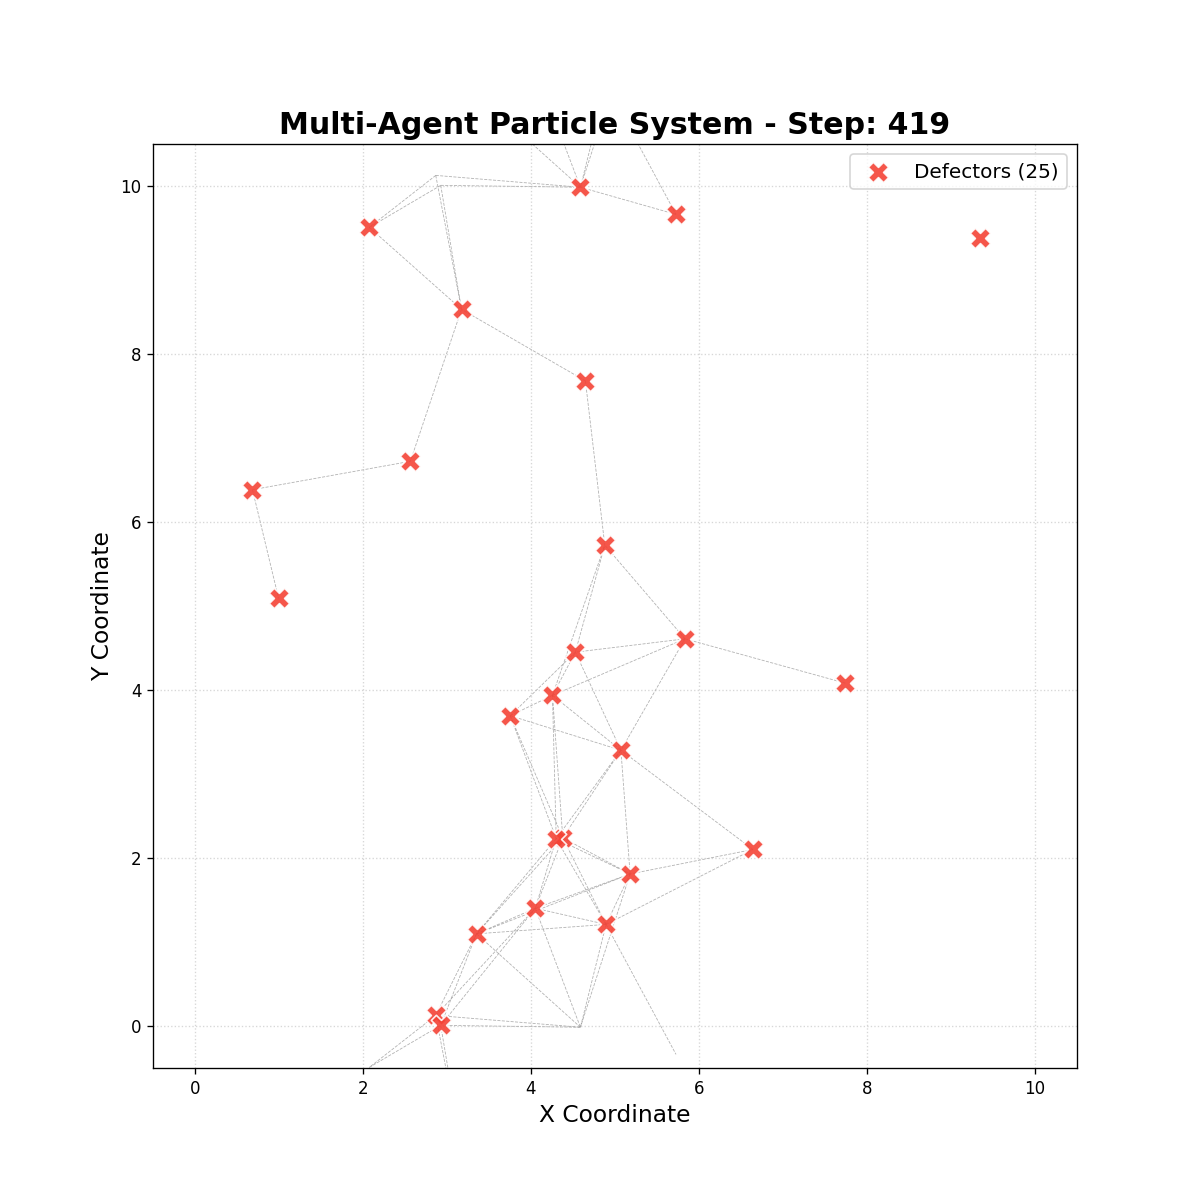 Multi-Agent Particle System - Step: 419
Defectors (25)
10
8
6
4
2
0
Y Coordinate
0 2 4 6 8 10
X Coordinate